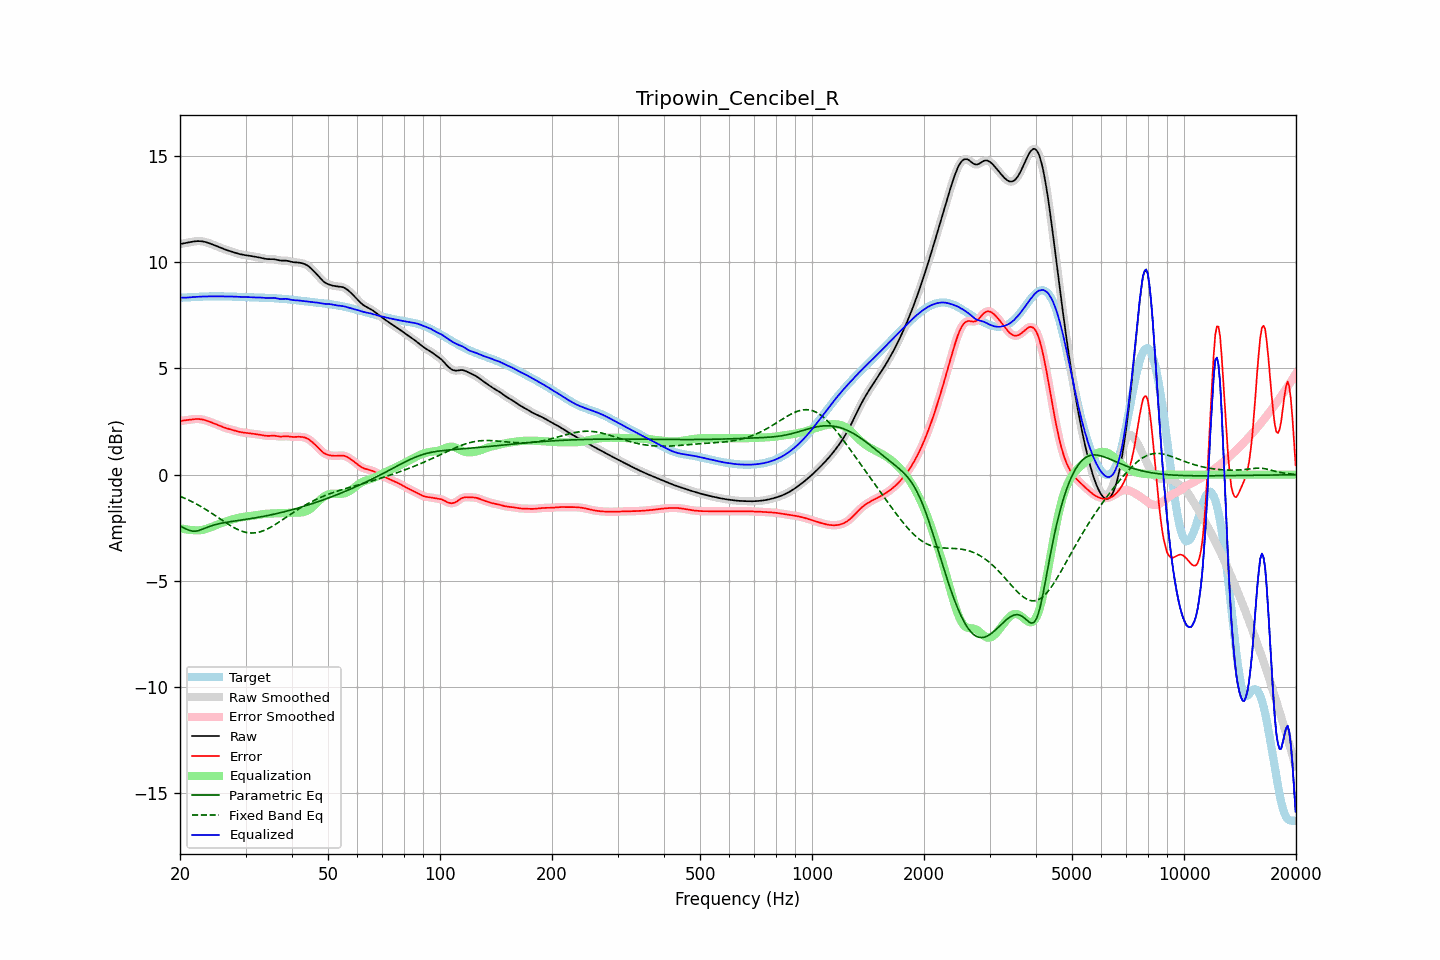 Tripowin_Cencibel_R
Amplitude (dBr)
15
10
5
0
−5
−10
−15
Target
Raw Smoothed
Error Smoothed
Raw
Error
Equalization
Parametric Eq
Fixed Band Eq
Equalized
20 50 100 200 500 1000 2000 5000 10000 20000
Frequency (Hz)